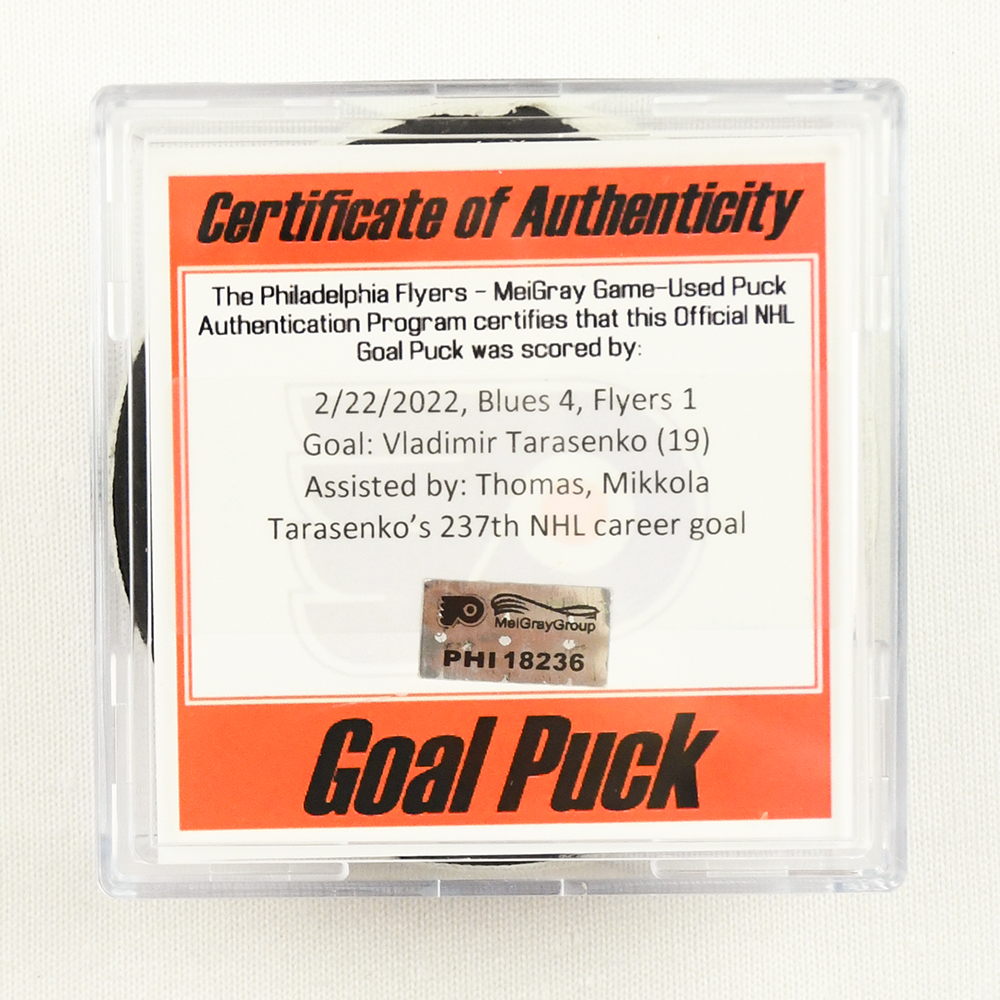 Certificate of Authenticity
The Philadelphia Flyers - MeiGray Game-Used Puck
Authentication Program certifies that this Official NHL
Goal Puck was scored by:
2/22/2022, Blues 4, Flyers 1
Goal: Vladimir Tarasenko (19)
Assisted by: Thomas, Mikkola
Tarasenko's 237th NHL career goal
MeiGrayGroup
PHI 18236
Goal Puck